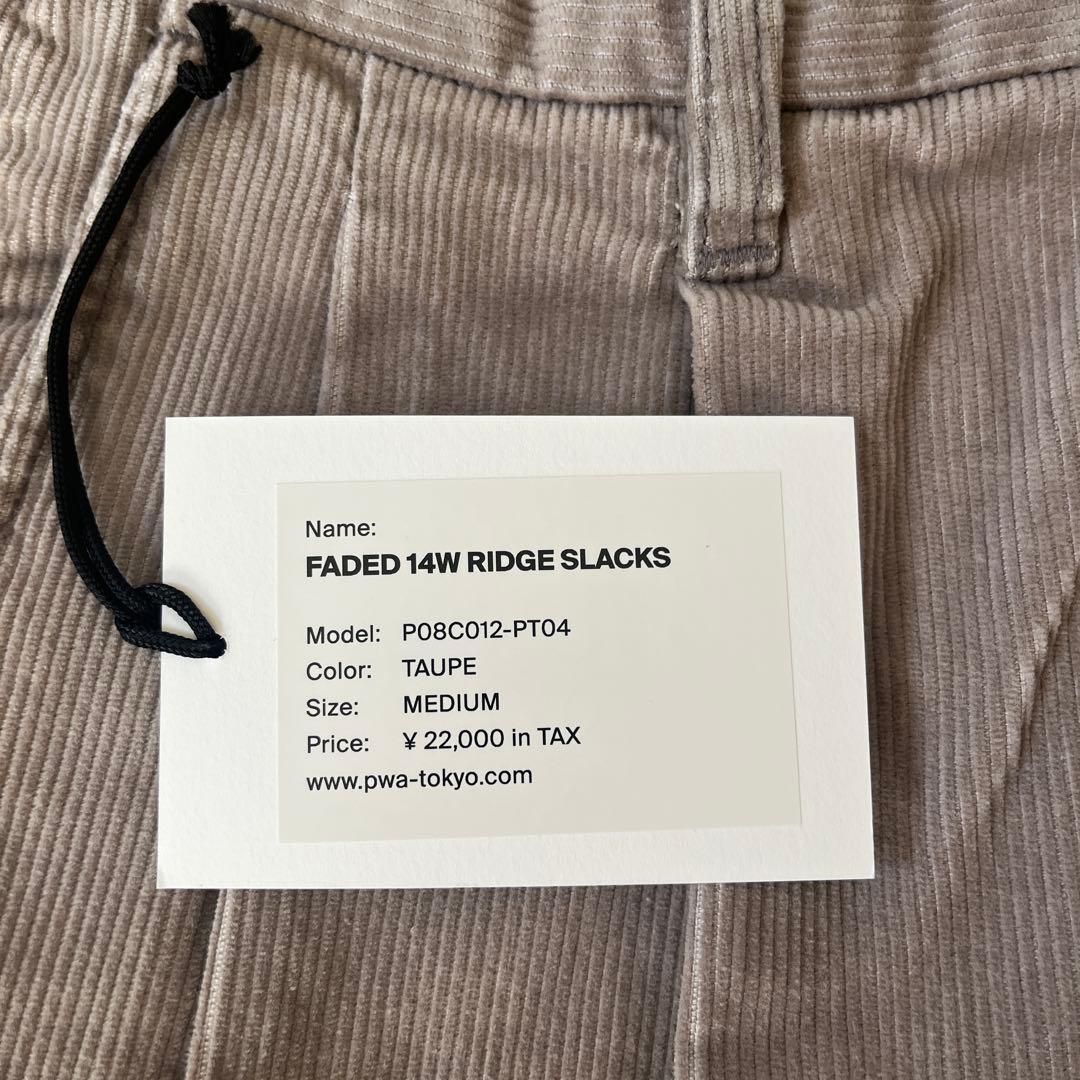 Name:
FADED 14W RIDGE SLACKS
Model: P08C012-PT04
Color: TAUPE
Size: MEDIUM
Price: ¥ 22,000 in TAX
www.pwa-tokyo.com